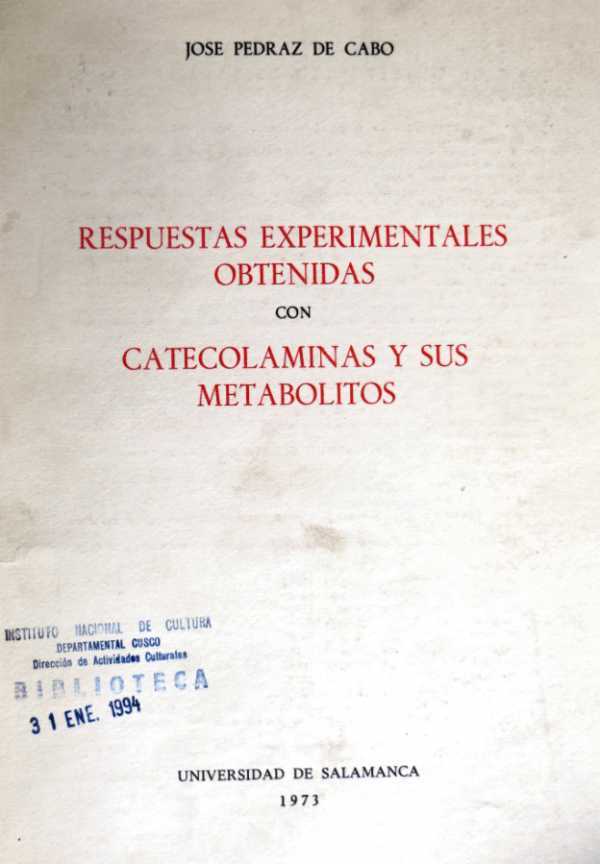 JOSE PEDRAZ DE CABO
RESPUESTAS EXPERIMENTALES
OBTENIDAS
CON
CATECOLAMINAS Y SUS
METABOLITOS
INSTITUTO NACIONAL DE CULTURA
DEPARTAMENTAL CUSCO
Dirección de Actividades Culturales
BIBLIOTECA
31 ENE. 1994
UNIVERSIDAD DE SALAMANCA
1973